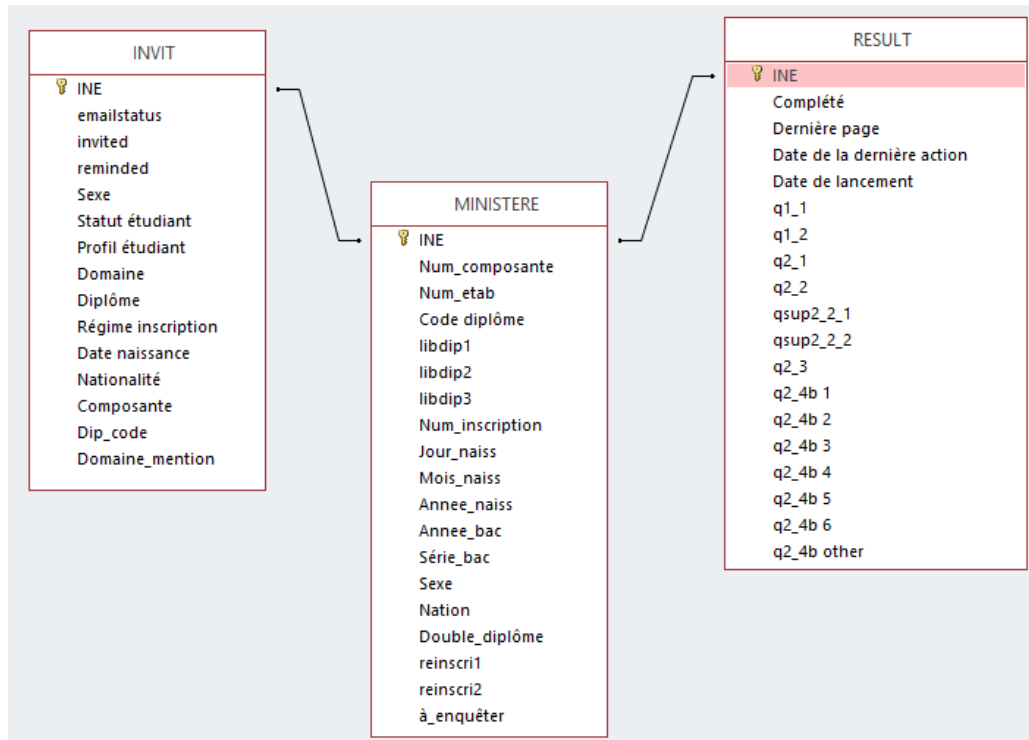 INVIT
INE
emailstatus
invited
reminded
Sexe
Statut étudiant
Profil étudiant
Domaine
Diplôme
Régime inscription
Date naissance
Nationalité
Composante
Dip_code
Domaine_mention
MINISTERE
INE
Num_composante
Num_etab
Code diplôme
libdip1
libdip2
libdip3
Num_inscription
Jour_naiss
Mois_naiss
Annee_naiss
Annee_bac
Série_bac
Sexe
Nation
Double_diplôme
reinscri1
reinscri2
à_enquêter
RESULT
INE
Complété
Dernière page
Date de la dernière action
Date de lancement
q1_1
q1_2
q2_1
q2_2
qsup2_2_1
qsup2_2_2
q2_3
q2_4b 1
q2_4b 2
q2_4b 3
q2_4b 4
q2_4b 5
q2_4b 6
q2_4b other